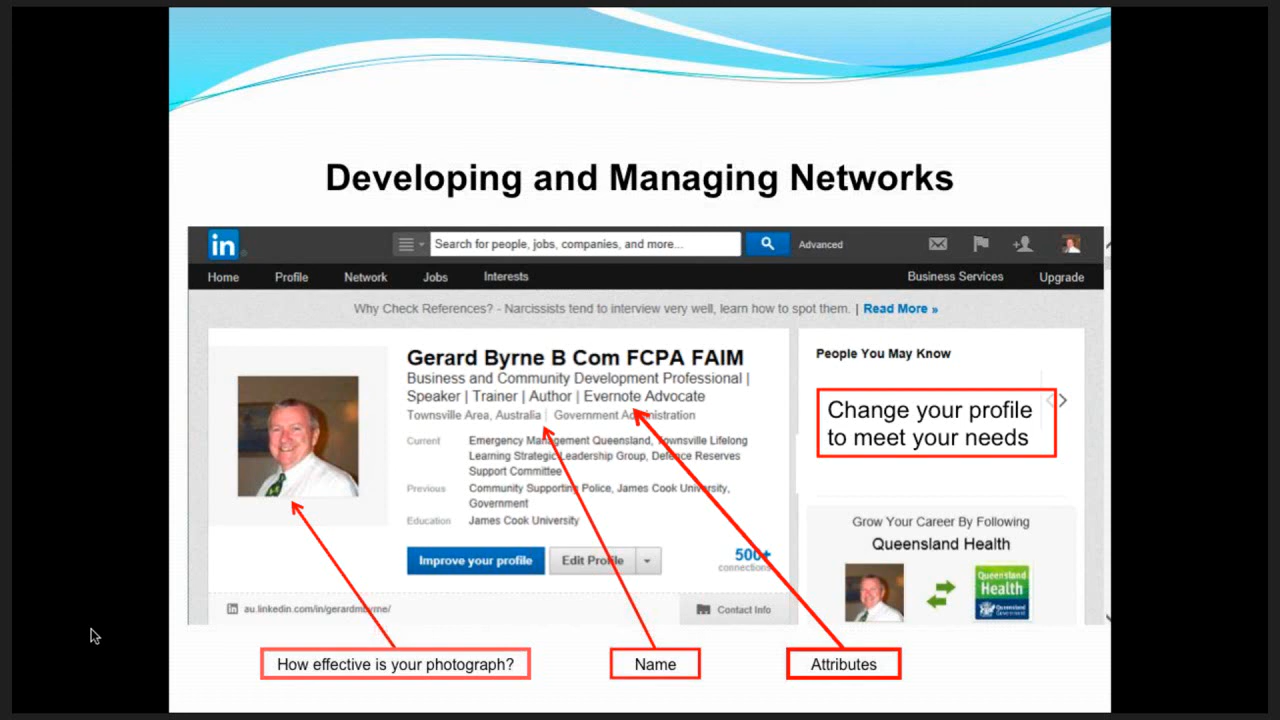 Developing and Managing Networks
in
Search for people, jobs, companies, and more...
Advanced
Home Profile Network Jobs Interests Business Services Upgrade
Why Check References? - Narcissists tend to interview very well, learn how to spot them. | Read More »
Gerard Byrne B Com FCPA FAIM
Business and Community Development Professional |
Speaker | Trainer | Author | Evernote Advocate
Townsville Area, Australia | Government Administration
Current Emergency Management Queensland, Townsville Lifelong
Learning Strategic Leadership Group, Defence Reserves
Support Committee
Previous Community Supporting Police, James Cook University,
Government
Education James Cook University
Improve your profile Edit Profile
500+
connections
in au.linkedin.com/in/gerardmbyrne/
Contact Info
People You May Know
Change your profile
to meet your needs
Grow Your Career By Following
Queensland Health
Queensland
Health
Queensland
Government
How effective is your photograph?
Name
Attributes